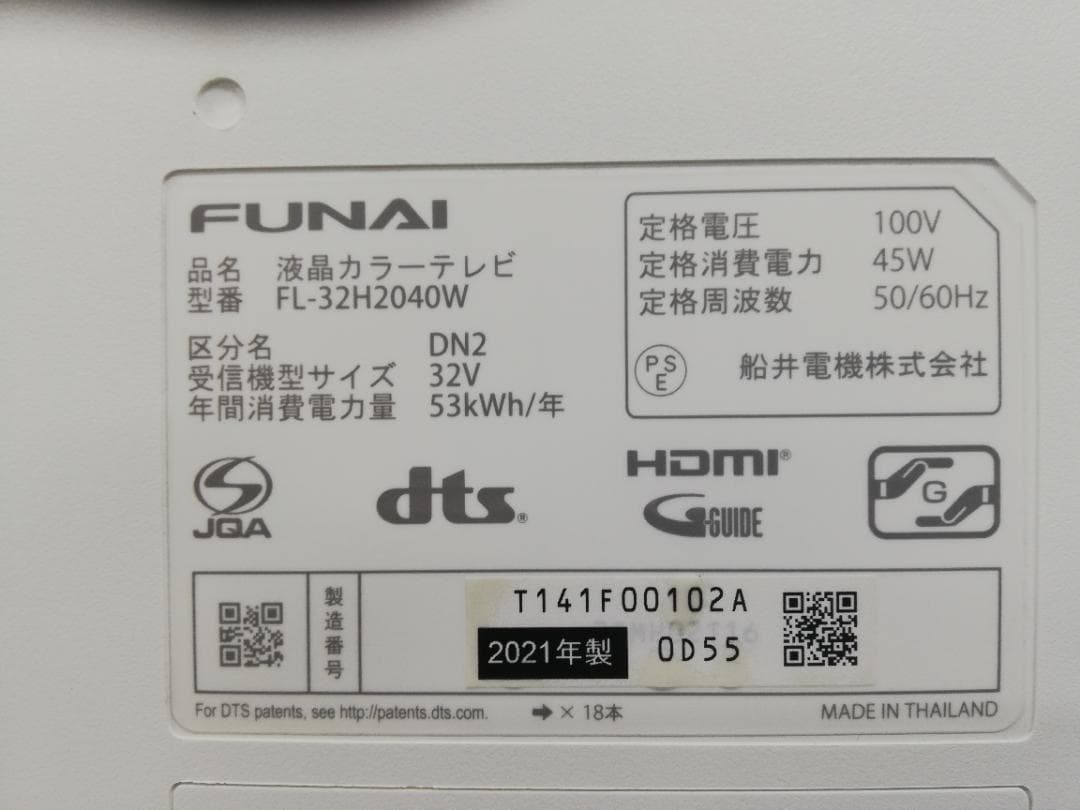 FUNAI
品名 液晶カラーテレビ
型番 FL-32H2040W
区分名 DN2
受信機型サイズ 32V
年間消費電力量 53kWh/年
定格電圧 100V
定格消費電力 45W
定格周波数 50/60Hz
PSE 船井電機株式会社
JQA
dts®
HDMI®
G-GUIDE
G
製造番号
T141F00102A
2021年製 0D55
For DTS patents, see http://patents.dts.com.
➡ × 18本
MADE IN THAILAND